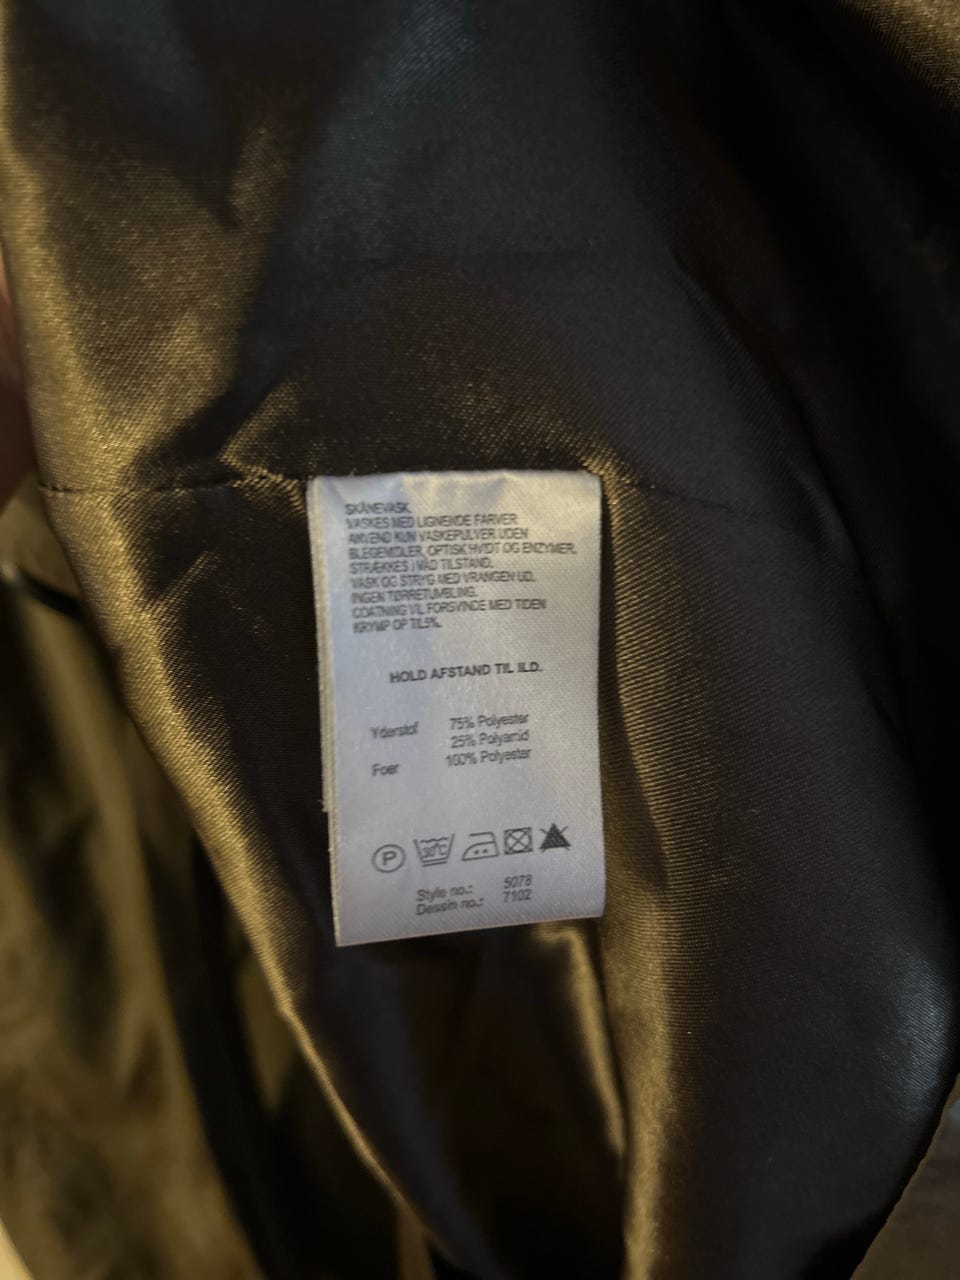 SKÅNEVASK.
VASKES MED LIGNENDE FARVER
ANVEND KUN VASKEPULVER UDEN
BLEGEMIDLER, OPTISK HVIDT OG ENZYMER.
STRÆKKES I VÅD TILSTAND.
VASK OG STRYG MED VRANGEN UD.
INGEN TØRRETUMBLING.
COATNING VIL FORSVINDE MED TIDEN
KRYMP OP TIL 5%.
HOLD AFSTAND TIL ILD.
Yderstof 75% Polyester
25% Polyamid
Foer 100% Polyester
P 30°C
Style no.: 5078
Dessin no.: 7102